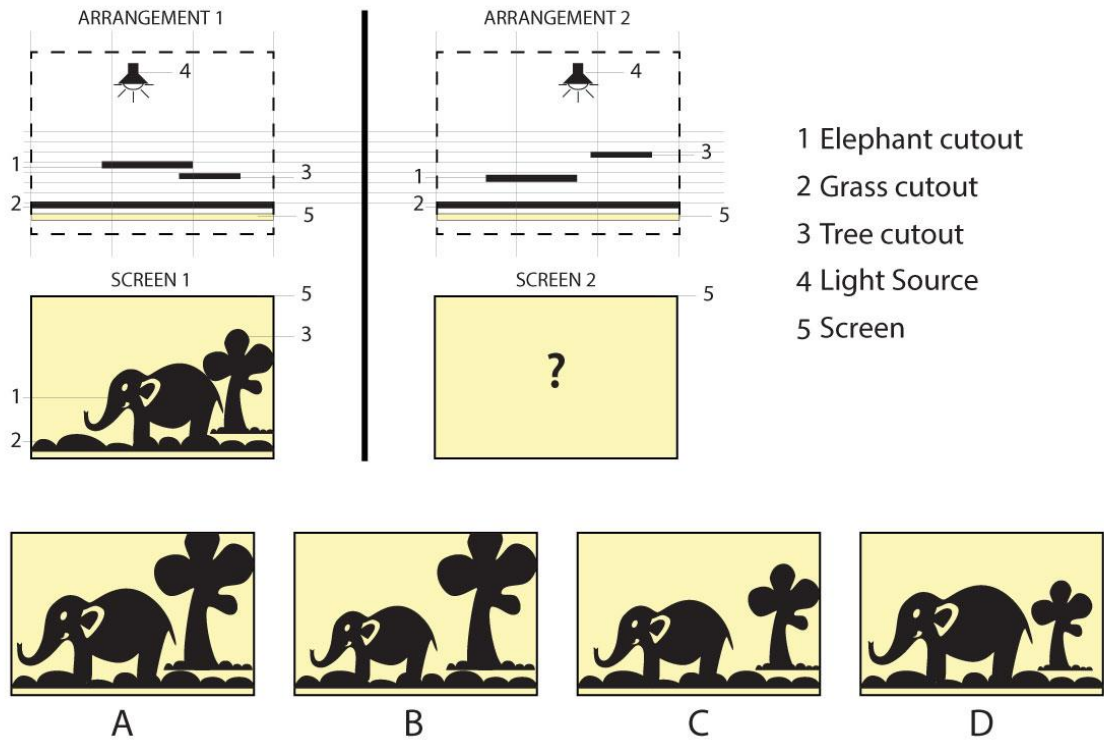 ARRANGEMENT 1
ARRANGEMENT 2
4
4
1
3
2
5
3
1
2
5
1 Elephant cutout
2 Grass cutout
3 Tree cutout
4 Light Source
5 Screen
SCREEN 1
5
3
1
2
SCREEN 2
5
?
A
B
C
D